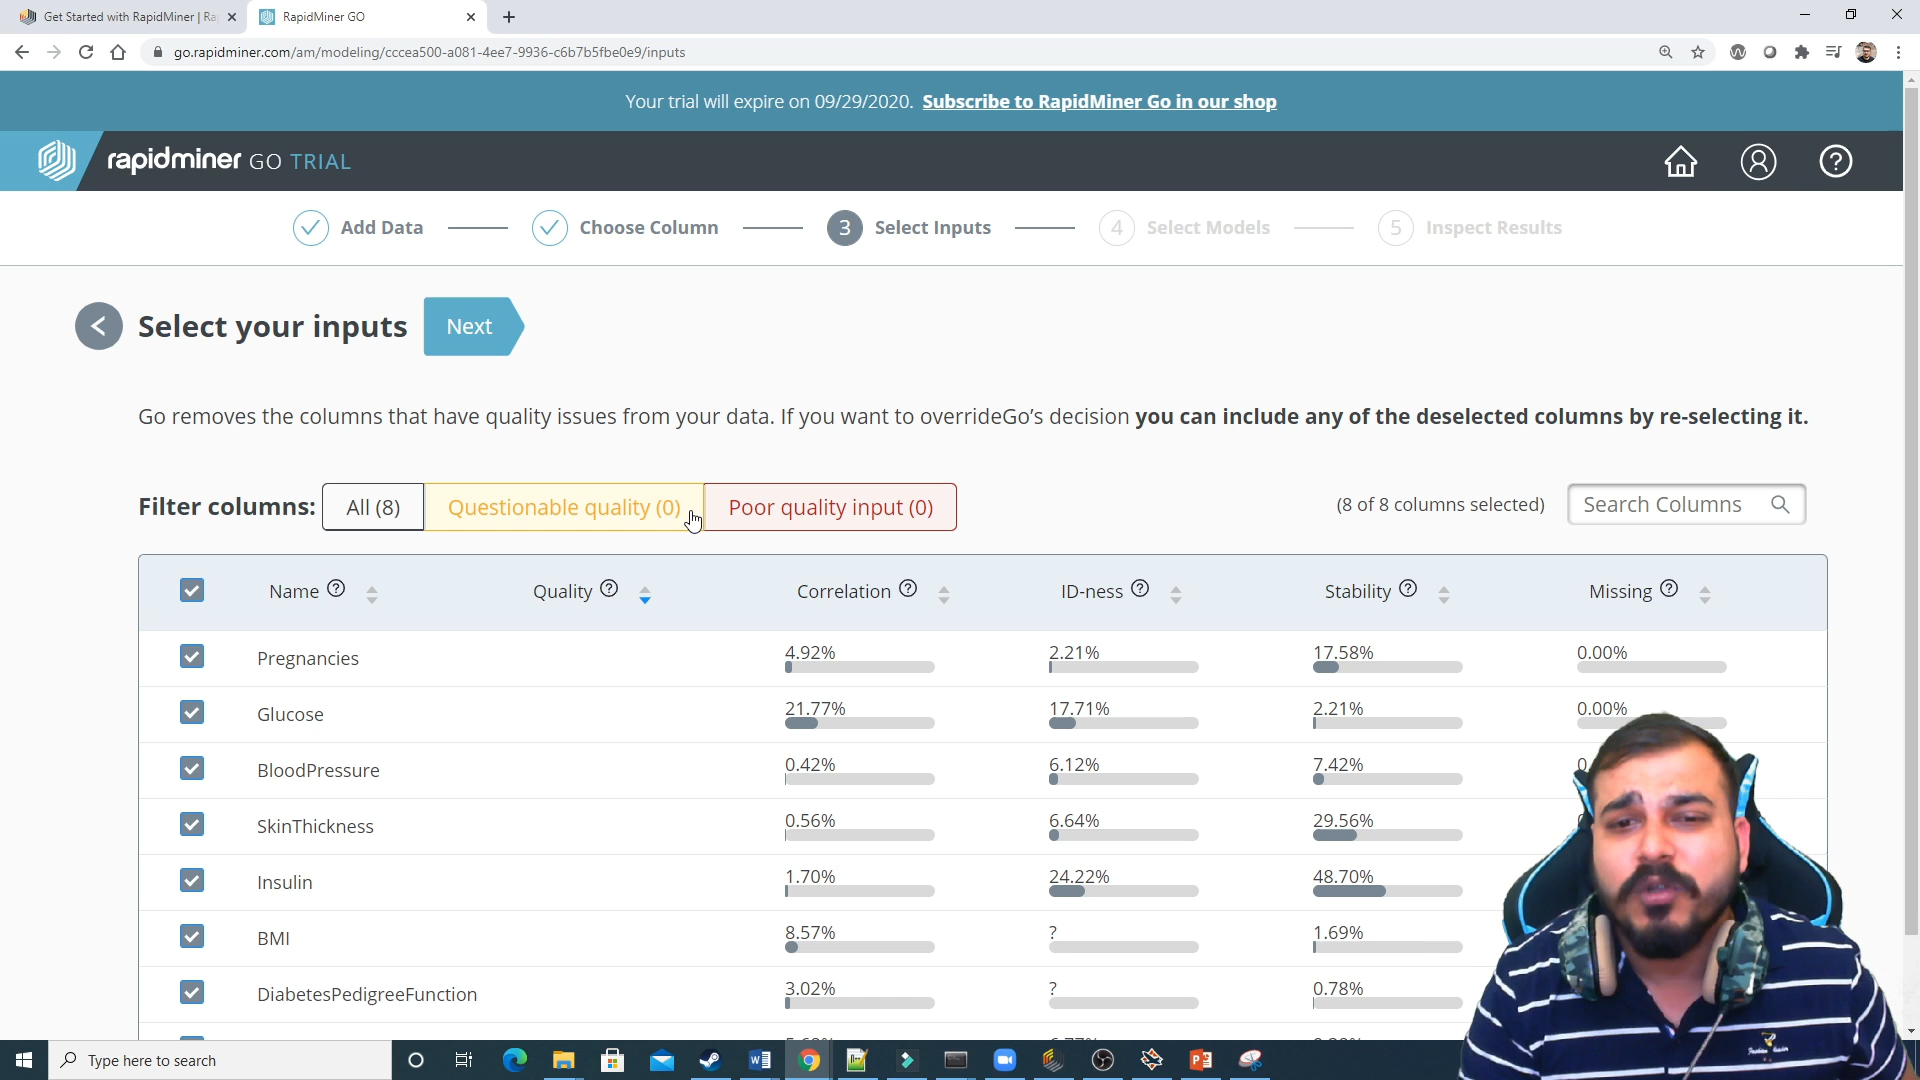 Get Started with RapidMiner | Ra
RapidMiner GO
go.rapidminer.com/am/modeling/cccea500-a081-4ee7-9936-c6b7b5fbe0e9/inputs
Your trial will expire on 09/29/2020. Subscribe to RapidMiner Go in our shop
rapidminer GO TRIAL
Add Data
Choose Column
3 Select Inputs
4 Select Models
5 Inspect Results
Select your inputs
Next
Go removes the columns that have quality issues from your data. If you want to overrideGo's decision you can include any of the deselected columns by re-selecting it.
Filter columns: All (8) Questionable quality (0) Poor quality input (0) (8 of 8 columns selected) Search Columns
Name Quality Correlation ID-ness Stability Missing
Pregnancies 4.92% 2.21% 17.58% 0.00%
Glucose 21.77% 17.71% 2.21% 0.00%
BloodPressure 0.42% 6.12% 7.42%
SkinThickness 0.56% 6.64% 29.56%
Insulin 1.70% 24.22% 48.70%
BMI 8.57% ? 1.69%
DiabetesPedigreeFunction 3.02% ? 0.78%
Type here to search